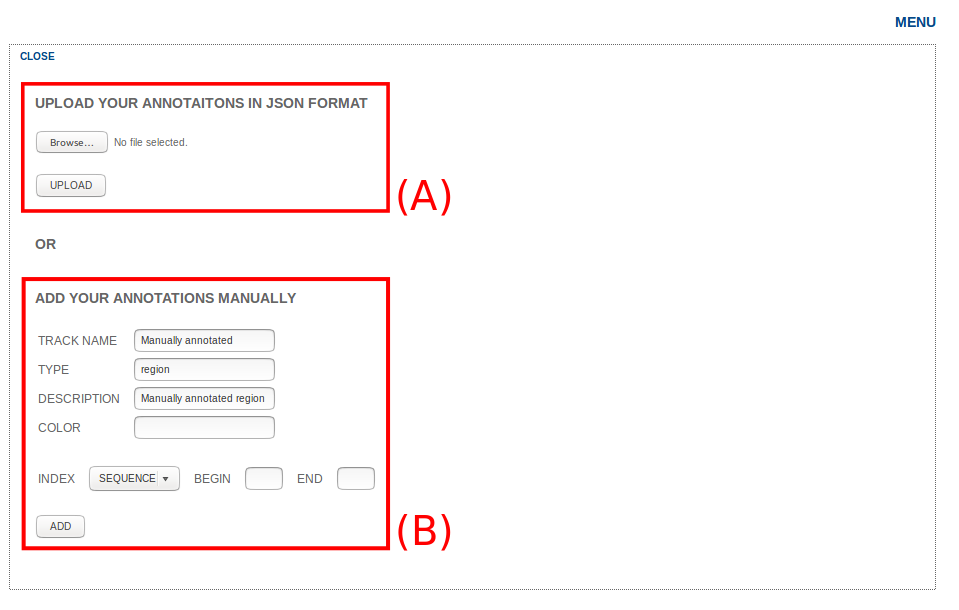 MENU
CLOSE
UPLOAD YOUR ANNOTAITONS IN JSON FORMAT
Browse... No file selected.
UPLOAD
(A)
OR
ADD YOUR ANNOTATIONS MANUALLY
TRACK NAME Manually annotated
TYPE region
DESCRIPTION Manually annotated region
COLOR
INDEX SEQUENCE BEGIN END
ADD
(B)